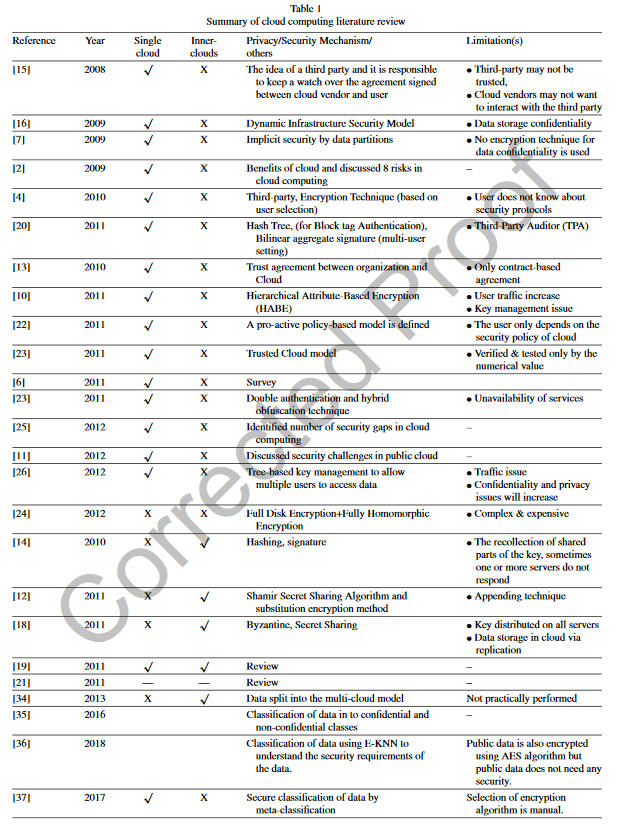 Table 1
Summary of cloud computing literature review
Reference Year Single Inner- Privacy/Security Mechanism/ Limitation(s)
cloud clouds others
[15] 2008 ✓ X The idea of a third party and it is responsible • Third-party may not be
to keep a watch over the agreement signed trusted,
between cloud vendor and user • Cloud vendors may not want
to interact with the third party
[16] 2009 ✓ X Dynamic Infrastructure Security Model • Data storage confidentiality
[7] 2009 ✓ X Implicit security by data partitions • No encryption technique for
data confidentiality is used
[2] 2009 ✓ X Benefits of cloud and discussed 8 risks in –
cloud computing
[4] 2010 ✓ X Third-party, Encryption Technique (based on • User does not know about
user selection) security protocols
[20] 2011 ✓ X Hash Tree, (for Block tag Authentication), • Third-Party Auditor (TPA)
Bilinear aggregate signature (multi-user
setting)
[13] 2010 ✓ X Trust agreement between organization and • Only contract-based
Cloud agreement
[10] 2011 ✓ X Hierarchical Attribute-Based Encryption • User traffic increase
(HABE) • Key management issue
[22] 2011 ✓ X A pro-active policy-based model is defined • The user only depends on the
security policy of cloud
[23] 2011 ✓ X Trusted Cloud model • Verified & tested only by the
numerical value
[6] 2011 ✓ X Survey
[23] 2011 ✓ X Double authentication and hybrid • Unavailability of services
obfuscation technique
[25] 2012 ✓ X Identified number of security gaps in cloud –
computing
[11] 2012 ✓ X Discussed security challenges in public cloud –
[26] 2012 ✓ X Tree-based key management to allow • Traffic issue
multiple users to access data • Confidentiality and privacy
issues will increase
[24] 2012 X X Full Disk Encryption+Fully Homomorphic • Complex & expensive
Encryption
[14] 2010 X ✓ Hashing, signature • The recollection of shared
parts of the key, sometimes
one or more servers do not
respond
[12] 2011 X ✓ Shamir Secret Sharing Algorithm and • Appending technique
substitution encryption method
[18] 2011 X ✓ Byzantine, Secret Sharing • Key distributed on all servers
• Data storage in cloud via
replication
[19] 2011 ✓ ✓ Review –
[21] 2011 — — Review –
[34] 2013 X ✓ Data split into the multi-cloud model Not practically performed
[35] 2016 Classification of data in to confidential and –
non-confidential classes
[36] 2018 Classification of data using E-KNN to Public data is also encrypted
understand the security requirements of using AES algorithm but
the data. public data does not need any
security.
[37] 2017 ✓ X Secure classification of data by Selection of encryption
meta-classification algorithm is manual.
Corrected Proof